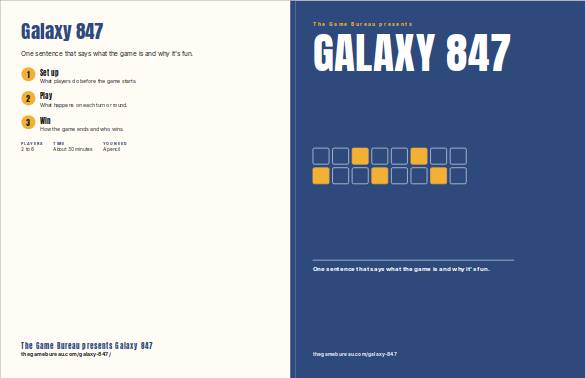 Galaxy 847
One sentence that says what the game is and why it's fun.
1
Set up
What players do before the game starts.
2
Play
What happens on each turn or round.
3
Win
How the game ends and who wins.
PLAYERS TIME YOU NEED
2 to 6 About 30 minutes A pencil
The Game Bureau presents Galaxy 847
thegamebureau.com/galaxy-847/
The Game Bureau presents
GALAXY 847
One sentence that says what the game is and why it's fun.
thegamebureau.com/galaxy-847